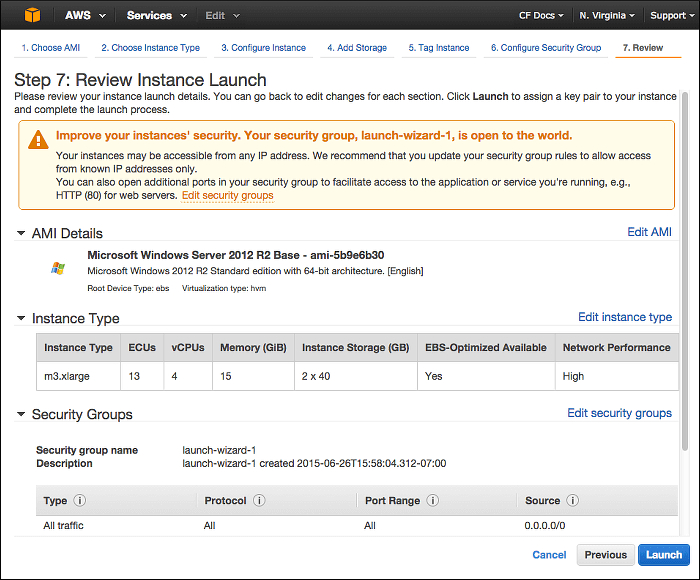 AWS Services Edit CF Docs N. Virginia Support
1. Choose AMI 2. Choose Instance Type 3. Configure Instance 4. Add Storage 5. Tag Instance 6. Configure Security Group 7. Review
Step 7: Review Instance Launch
Please review your instance launch details. You can go back to edit changes for each section. Click Launch to assign a key pair to your instance
and complete the launch process.
Improve your instances' security. Your security group, launch-wizard-1, is open to the world.
Your instances may be accessible from any IP address. We recommend that you update your security group rules to allow access
from known IP addresses only.
You can also open additional ports in your security group to facilitate access to the application or service you're running, e.g.,
HTTP (80) for web servers. Edit security groups
AMI Details Edit AMI
Microsoft Windows Server 2012 R2 Base - ami-5b9e6b30
Microsoft Windows 2012 R2 Standard edition with 64-bit architecture. [English]
Root Device Type: ebs Virtualization type: hvm
Instance Type Edit instance type
Instance Type ECUs vCPUs Memory (GiB) Instance Storage (GB) EBS-Optimized Available Network Performance
m3.xlarge 13 4 15 2 x 40 Yes High
Security Groups Edit security groups
Security group name launch-wizard-1
Description launch-wizard-1 created 2015-06-26T15:58:04.312-07:00
Type Protocol Port Range Source
All traffic All All 0.0.0.0/0
Cancel Previous Launch